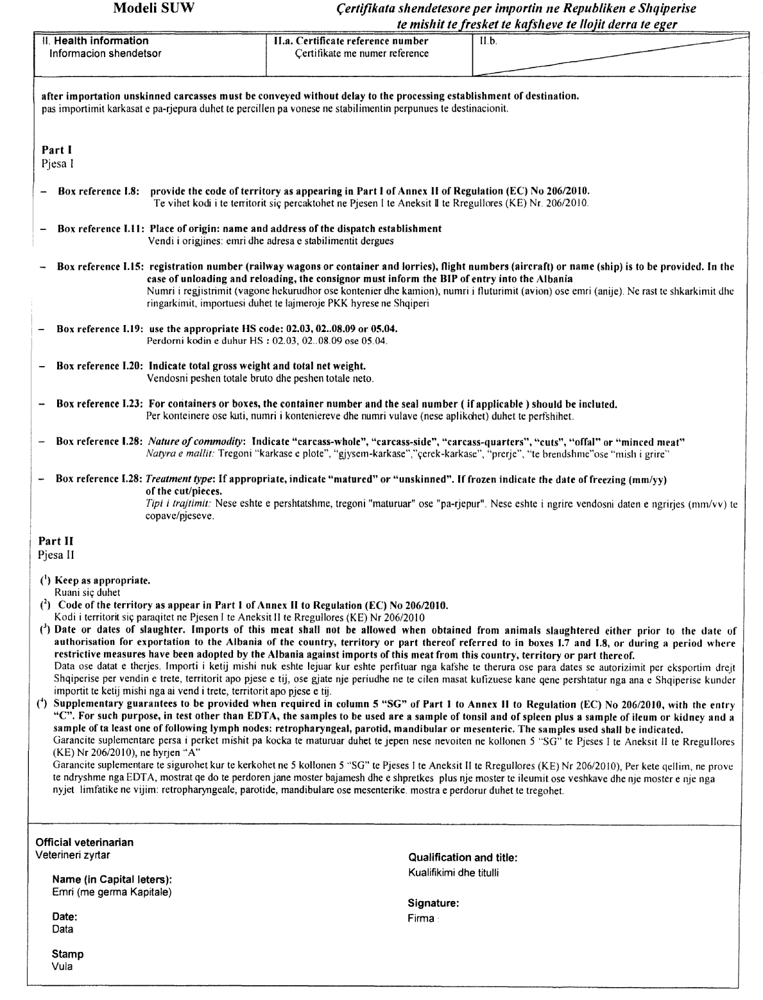 Modeli SUW
Çertifikata shendetesore per importin ne Republiken e Shqiperise
te mishit te fresket te kafsheve te llojit derra te eger
II. Health information
Informacion shendetsor
II.a. Certificate reference number
Çertifikate me numer reference
II.b.
after importation unskinned carcasses must be conveyed without delay to the processing establishment of destination.
pas importimit karkasat e pa-rjepura duhet te percillen pa vonese ne stabilimentin perpunues te destinacionit.
Part I
Pjesa I
– Box reference I.8: provide the code of territory as appearing in Part I of Annex II of Regulation (EC) No 206/2010.
Te vihet kodi i te territorit siç percaktohet ne Pjesen I te Aneksit II te Rregullores (KE) Nr. 206/2010.
– Box reference I.11: Place of origin: name and address of the dispatch establishment
Vendi i origjines: emri dhe adresa e stabilimentit dergues
– Box reference I.15: registration number (railway wagons or container and lorries), flight numbers (aircraft) or name (ship) is to be provided. In the
case of unloading and reloading, the consignor must inform the BIP of entry into the Albania
Numri i regjistrimit (vagone hekurudhor ose kontenier dhe kamion), numri i fluturimit (avion) ose emri (anije). Ne rast te shkarkimit dhe
ringarkimit, importuesi duhet te lajmeroje PKK hyrese ne Shqiperi
– Box reference I.19: use the appropriate HS code: 02.03, 02..08.09 or 05.04.
Perdorni kodin e duhur HS : 02.03, 02..08.09 ose 05.04.
– Box reference I.20: Indicate total gross weight and total net weight.
Vendosni peshen totale bruto dhe peshen totale neto.
– Box reference I.23: For containers or boxes, the container number and the seal number ( if applicable ) should be incluted.
Per konteinere ose kuti, numri i konteniereve dhe numri vulave (nese aplikohet) duhet te perfshihet.
– Box reference I.28: Nature of commodity: Indicate “carcass-whole”, “carcass-side”, “carcass-quarters”, “cuts”, “offal” or “minced meat”
Natyra e mallit: Tregoni “karkase e plote”, “gjysem-karkase”,”çerek-karkase”, “prerje”, “te brendshme”ose “mish i grire”
– Box reference I.28: Treatment type: If appropriate, indicate “matured” or “unskinned”. If frozen indicate the date of freezing (mm/yy)
of the cut/pieces.
Tipi i trajtimit: Nese eshte e pershtatshme, tregoni "maturuar" ose "pa-rjepur". Nese eshte i ngrire vendosni daten e ngrirjes (mm/vv) te
copave/pjeseve.
Part II
Pjesa II
(1) Keep as appropriate.
Ruani siç duhet
(2) Code of the territory as appear in Part 1 of Annex II to Regulation (EC) No 206/2010.
Kodi i territorit siç paraqitet ne Pjesen I te Aneksit II te Rregullores (KE) Nr 206/2010
(3) Date or dates of slaughter. Imports of this meat shall not be allowed when obtained from animals slaughtered either prior to the date of
authorisation for exportation to the Albania of the country, territory or part thereof referred to in boxes I.7 and I.8, or during a period where
restrictive measures have been adopted by the Albania against imports of this meat from this country, territory or part thereof.
Data ose datat e therjes. Importi i ketij mishi nuk eshte lejuar kur eshte perfituar nga kafshe te therura ose para dates se autorizimit per eksportim drejt
Shqiperise per vendin e trete, territorit apo pjese e tij, ose gjate nje periudhe ne te cilen masat kufizuese kane qene pershtatur nga ana e Shqiperise kunder
importit te ketij mishi nga ai vend i trete, territorit apo pjese e tij.
(4) Supplementary guarantees to be provided when required in column 5 “SG” of Part 1 to Annex II to Regulation (EC) No 206/2010, with the entry
“C”. For such purpose, in test other than EDTA, the samples to be used are a sample of tonsil and of spleen plus a sample of ileum or kidney and a
sample of ta least one of following lymph nodes: retropharyngeal, parotid, mandibular or mesenteric. The samples used shall be indicated.
Garancite suplementare persa i perket mishit pa kocka te maturuar duhet te jepen nese nevoiten ne kollonen 5 “SG” te Pjeses I te Aneksit II te Rregullores
(KE) Nr 206/2010), ne hyrjen “A”
Garancite suplementare te sigurohet kur te kerkohet ne 5 kollonen 5 “SG” te Pjeses I te Aneksit II te Rregullores (KE) Nr 206/2010), Per kete qellim, ne prove
te ndryshme nga EDTA, mostrat qe do te perdoren jane moster bajamesh dhe e shpretkes plus nje moster te ileumit ose veshkave dhe nje moster e nje nga
nyjet limfatike ne vijim: retropharyngeale, parotide, mandibulare ose mesenterike. mostra e perdorur duhet te tregohet.
Official veterinarian
Veterineri zyrtar
Name (in Capital leters):
Emri (me germa Kapitale)
Date:
Data
Stamp
Vula
Qualification and title:
Kualifikimi dhe titulli
Signature:
Firma